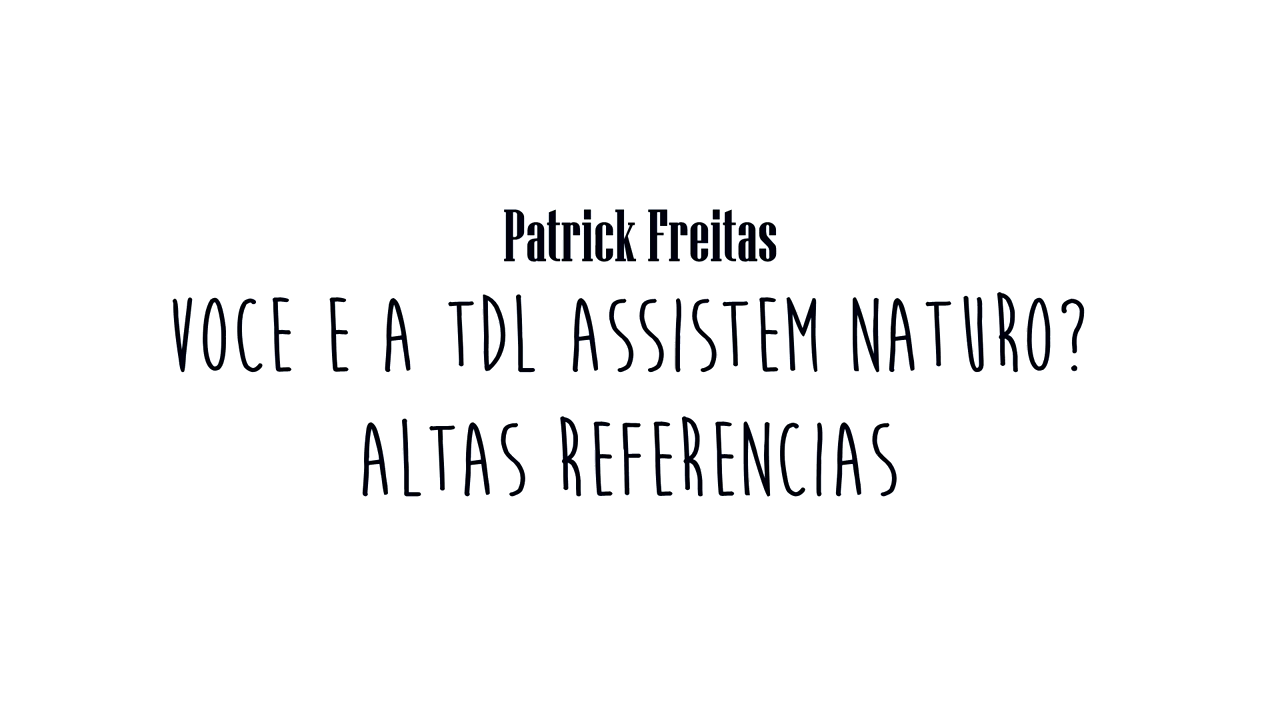 Patrick Freitas
VOCE E A TDL ASSISTEM NATURO?
ALTAS REFERENCIAS